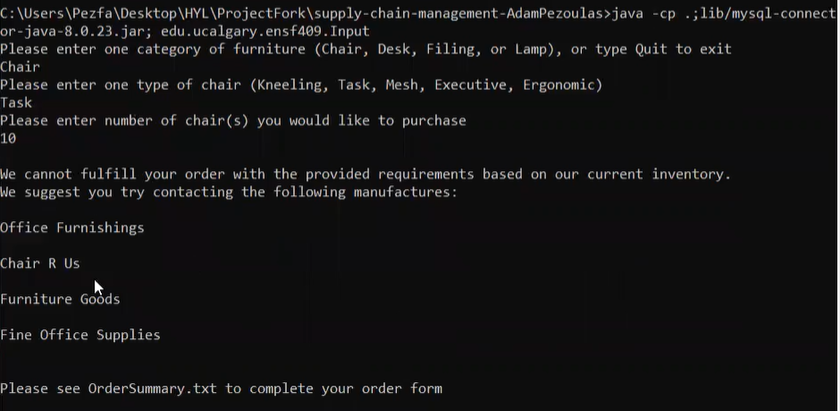 C:\Users\Pezfa\Desktop\HYL\ProjectFork\supply-chain-management-AdamPezoulas>java -cp .;lib/mysql-connect
or-java-8.0.23.jar; edu.ucalgary.ensf409.Input
Please enter one category of furniture (Chair, Desk, Filing, or Lamp), or type Quit to exit
Chair
Please enter one type of chair (Kneeling, Task, Mesh, Executive, Ergonomic)
Task
Please enter number of chair(s) you would like to purchase
10
We cannot fulfill your order with the provided requirements based on our current inventory.
We suggest you try contacting the following manufactures:
Office Furnishings
Chair R Us
Furniture Goods
Fine Office Supplies
Please see OrderSummary.txt to complete your order form